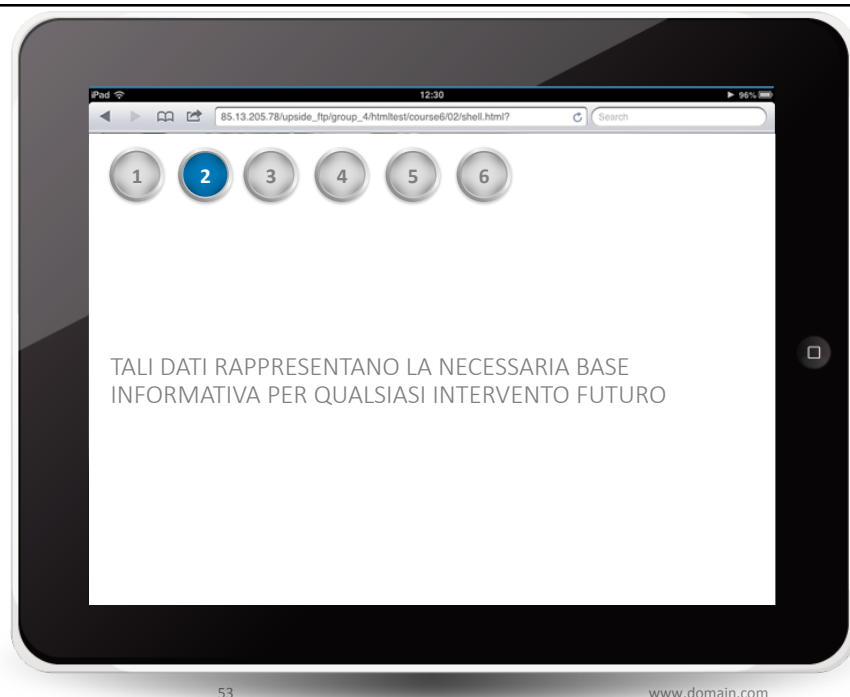 iPad 12:30 96%
85.13.205.78/upside_ftp/group_4/htmltest/course6/02/shell.html? Search
1 2 3 4 5 6
TALI DATI RAPPRESENTANO LA NECESSARIA BASE
INFORMATIVA PER QUALSIASI INTERVENTO FUTURO
53 www.domain.com